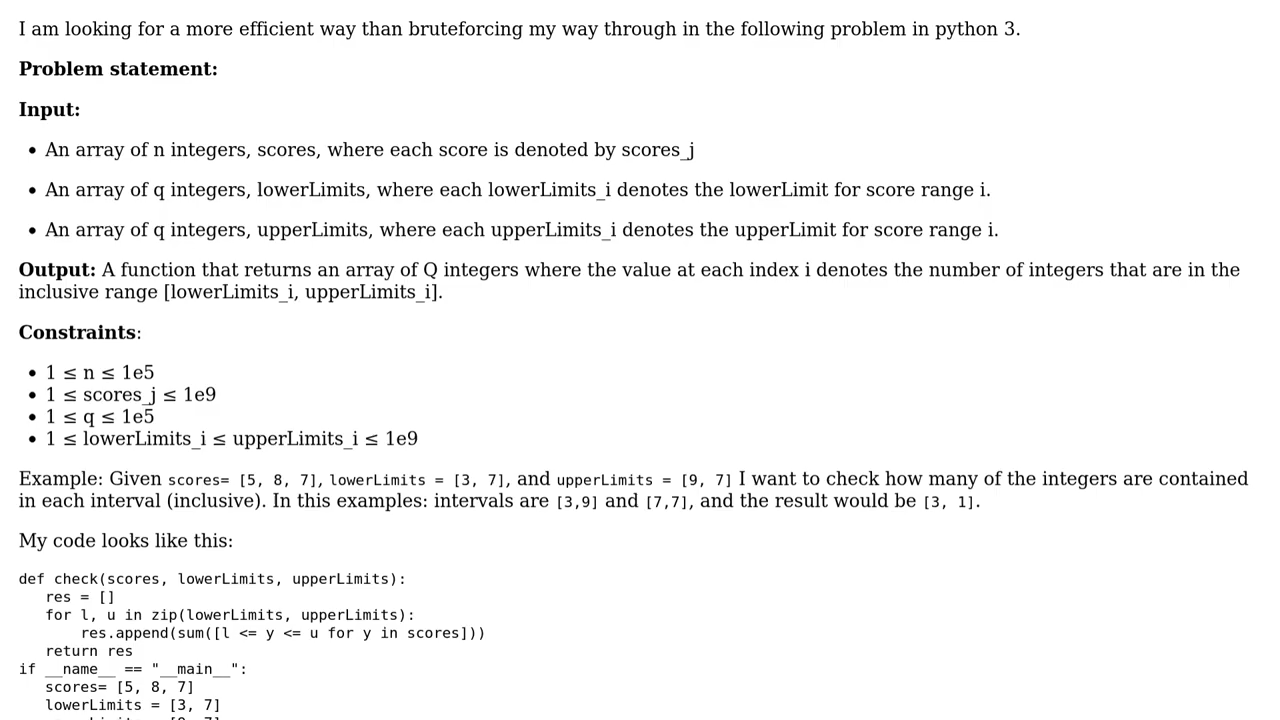 I am looking for a more efficient way than bruteforcing my way through in the following problem in python 3.
Problem statement:
Input:
• An array of n integers, scores, where each score is denoted by scores_j
• An array of q integers, lowerLimits, where each lowerLimits_i denotes the lowerLimit for score range i.
• An array of q integers, upperLimits, where each upperLimits_i denotes the upperLimit for score range i.
Output: A function that returns an array of Q integers where the value at each index i denotes the number of integers that are in the
inclusive range [lowerLimits_i, upperLimits_i].
Constraints:
• 1 ≤ n ≤ 1e5
• 1 ≤ scores_j ≤ 1e9
• 1 ≤ q ≤ 1e5
• 1 ≤ lowerLimits_i ≤ upperLimits_i ≤ 1e9
Example: Given scores= [5, 8, 7], lowerLimits = [3, 7], and upperLimits = [9, 7] I want to check how many of the integers are contained
in each interval (inclusive). In this examples: intervals are [3,9] and [7,7], and the result would be [3, 1].
My code looks like this:
def check(scores, lowerLimits, upperLimits):
   res = []
   for l, u in zip(lowerLimits, upperLimits):
       res.append(sum([l <= y <= u for y in scores]))
   return res
if __name__ == "__main__":
   scores= [5, 8, 7]
   lowerLimits = [3, 7]